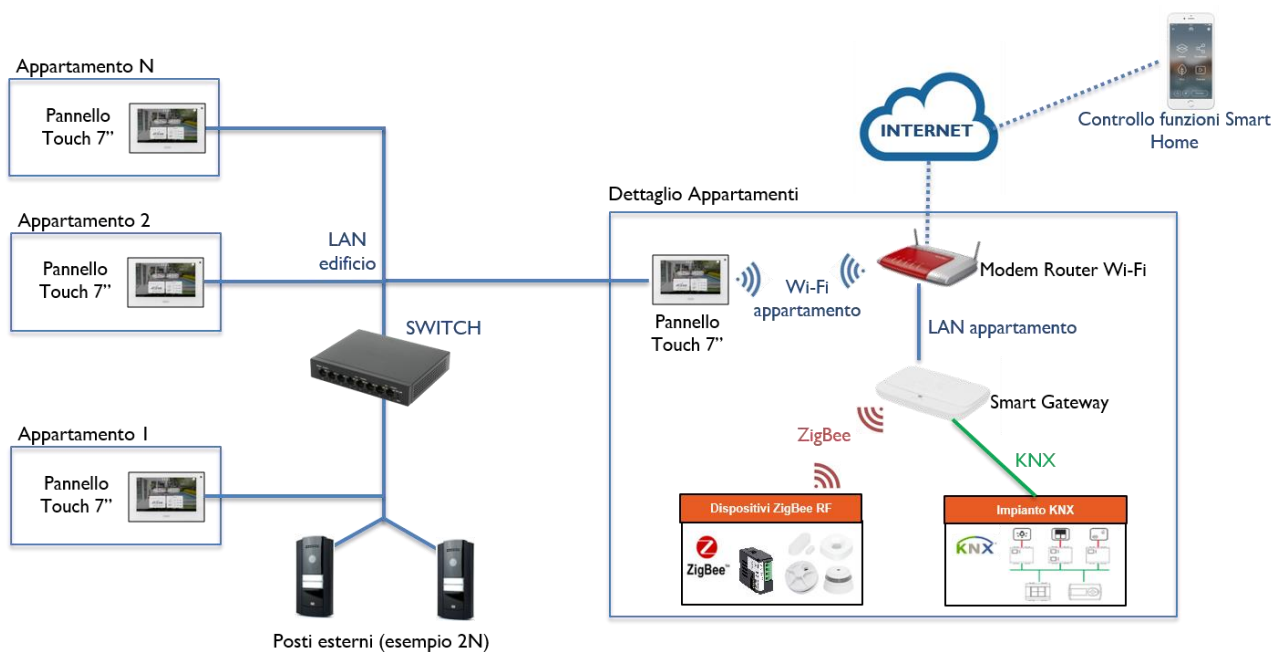 Appartamento N
Pannello
Touch 7”
Appartamento 2
Pannello
Touch 7”
LAN
edificio
SWITCH
Appartamento 1
Pannello
Touch 7”
Posti esterni (esempio 2N)
INTERNET
Controllo funzioni Smart
Home
Dettaglio Appartamenti
Pannello
Touch 7”
Wi-Fi
appartamento
Modem Router Wi-Fi
LAN appartamento
Smart Gateway
ZigBee
KNX
Dispositivi ZigBee RF
ZigBee™
Impianto KNX
KNX